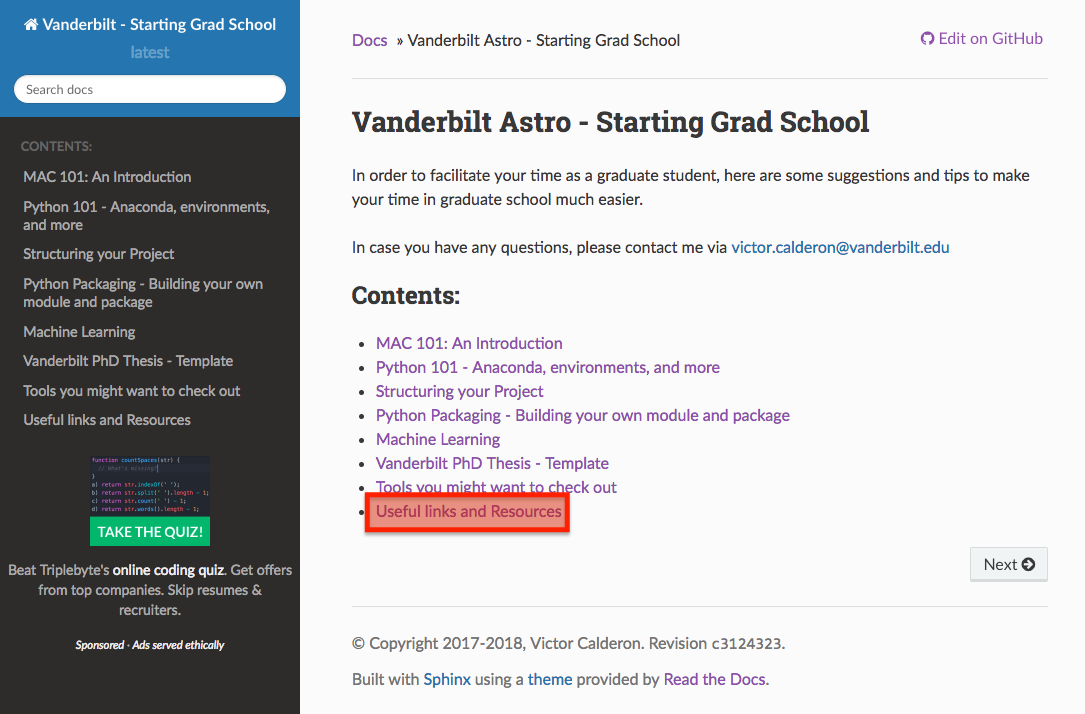 Vanderbilt - Starting Grad School
latest
Search docs
CONTENTS:
MAC 101: An Introduction
Python 101 - Anaconda, environments,
and more
Structuring your Project
Python Packaging - Building your own
module and package
Machine Learning
Vanderbilt PhD Thesis - Template
Tools you might want to check out
Useful links and Resources
function countSpaces(str) {
// What's missing?
}
a) return str.indexOf(' ');
b) return str.split(' ').length - 1;
c) return str.count(' ') - 1;
d) return str.words().length - 1;
TAKE THE QUIZ!
Beat Triplebyte's online coding quiz. Get offers
from top companies. Skip resumes &
recruiters.
Sponsored · Ads served ethically
Docs » Vanderbilt Astro - Starting Grad School
Edit on GitHub
Vanderbilt Astro - Starting Grad School
In order to facilitate your time as a graduate student, here are some suggestions and tips to make
your time in graduate school much easier.
In case you have any questions, please contact me via victor.calderon@vanderbilt.edu
Contents:
• MAC 101: An Introduction
• Python 101 - Anaconda, environments, and more
• Structuring your Project
• Python Packaging - Building your own module and package
• Machine Learning
• Vanderbilt PhD Thesis - Template
• Tools you might want to check out
• Useful links and Resources
Next
© Copyright 2017-2018, Victor Calderon. Revision c3124323.
Built with Sphinx using a theme provided by Read the Docs.